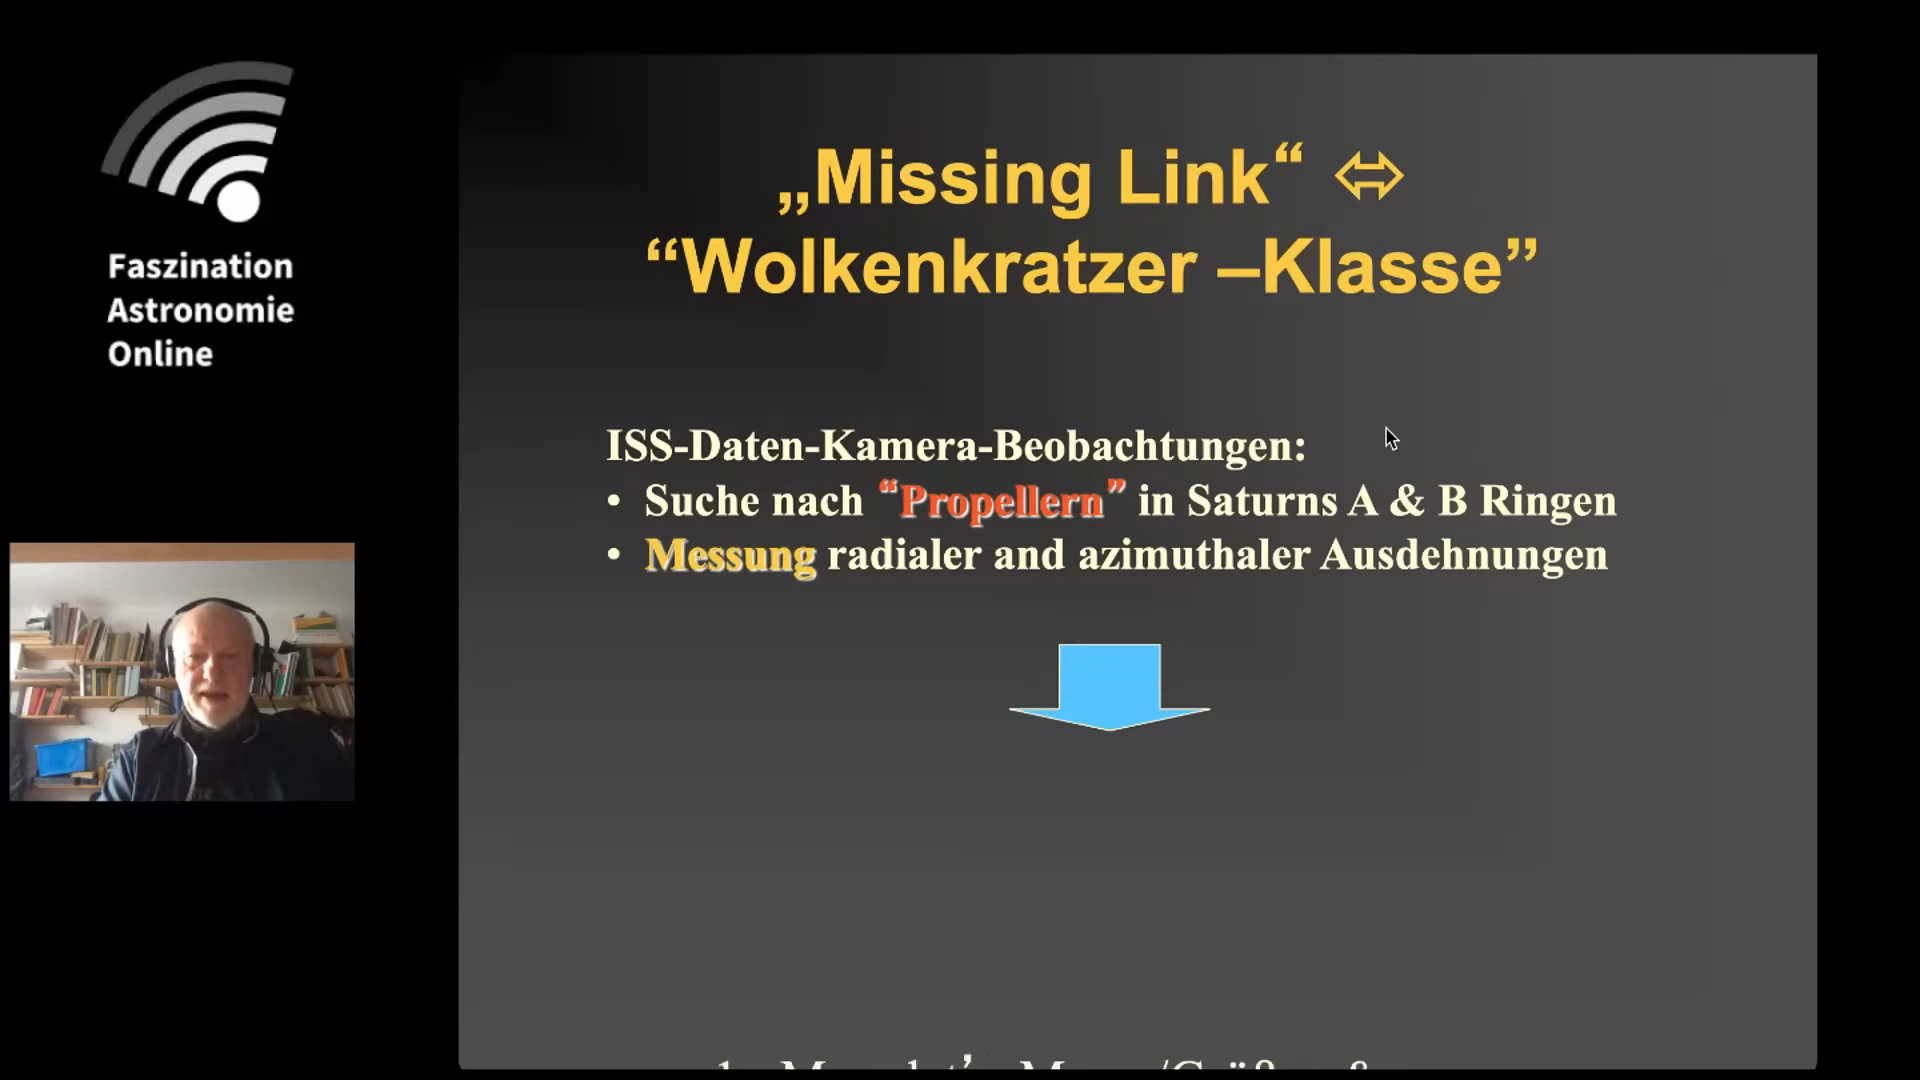 Faszination
Astronomie
Online
„Missing Link“ ⬄
“Wolkenkratzer –Klasse”
ISS-Daten-Kamera-Beobachtungen:
• Suche nach “Propellern” in Saturns A & B Ringen
• Messung radialer and azimuthaler Ausdehnungen